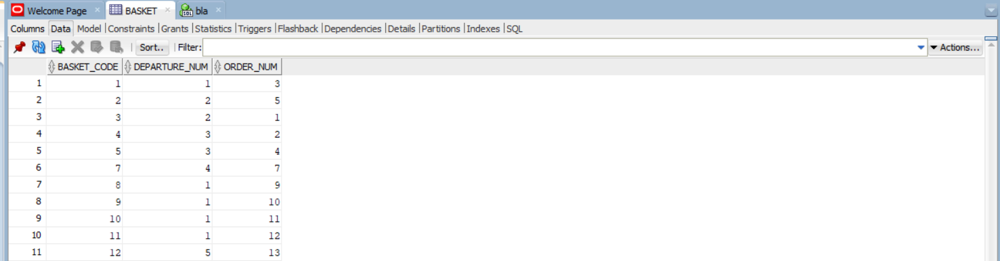 Welcome Page × BASKET × bla ×
Columns Data Model |Constraints |Grants |Statistics |Triggers |Flashback |Dependencies |Details |Partitions |Indexes |SQL
Sort.. Filter: Actions...
BASKET_CODE DEPARTURE_NUM ORDER_NUM
1 1 1 3
2 2 2 5
3 3 2 1
4 4 3 2
5 5 3 4
6 7 4 7
7 8 1 9
8 9 1 10
9 10 1 11
10 11 1 12
11 12 5 13